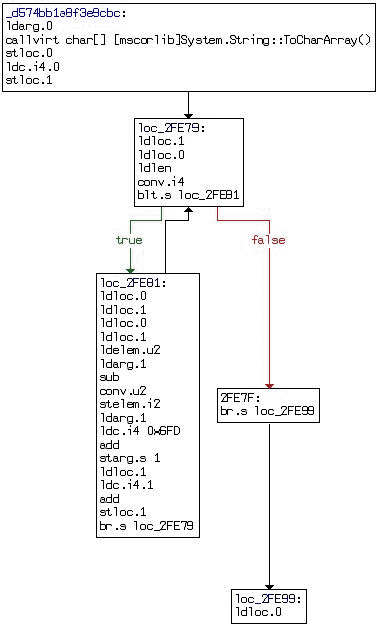 _d574bb1a8f3e9cbc:
ldarg.0
callvirt char[] [mscorlib]System.String::ToCharArray()
stloc.0
ldc.i4.0
stloc.1
loc_2FE79:
ldloc.1
ldloc.0
ldlen
conv.i4
blt.s loc_2FE81
true
false
loc_2FE81:
ldloc.0
ldloc.1
ldloc.0
ldloc.1
ldelem.u2
ldarg.1
sub
conv.u2
stelem.i2
ldarg.1
ldc.i4 0x6FD
add
starg.s 1
ldloc.1
ldc.i4.1
add
stloc.1
br.s loc_2FE79
2FE7F:
br.s loc_2FE99
loc_2FE99:
ldloc.0